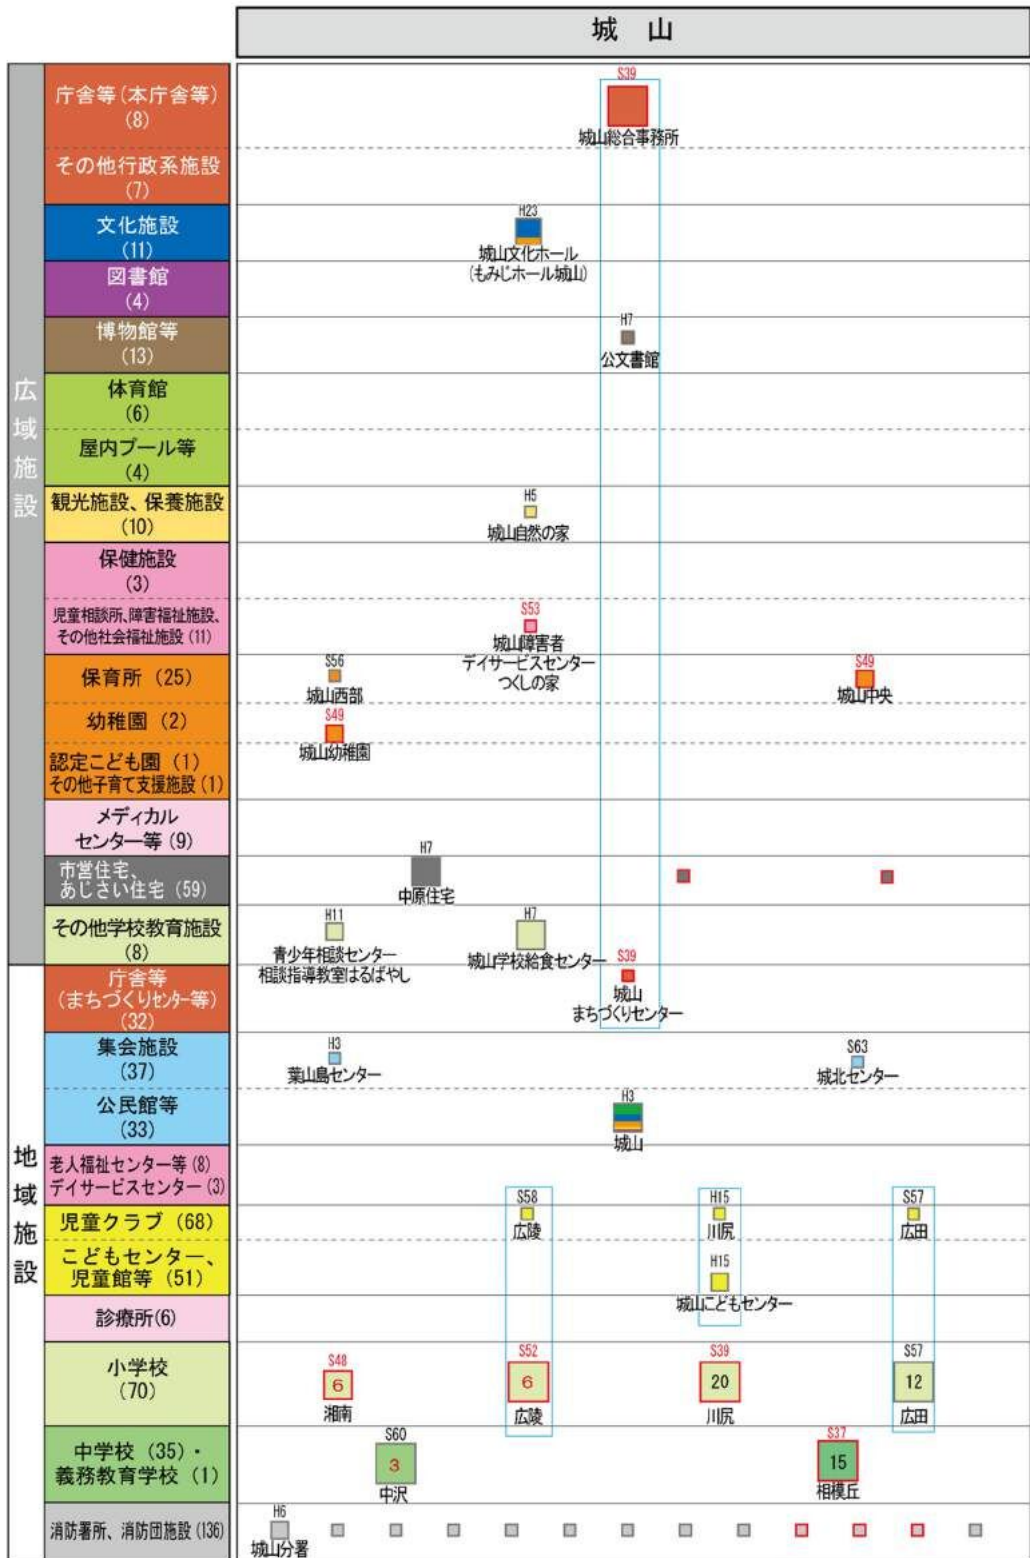 城 山
広域施設
庁舎等(本庁舎等)
(8)
S39
城山総合事務所
その他行政系施設
(7)
文化施設
(11)
H23
城山文化ホール
(もみじホール城山)
図書館
(4)
博物館等
(13)
H7
公文書館
体育館
(6)
屋内プール等
(4)
観光施設、保養施設
(10)
H5
城山自然の家
保健施設
(3)
児童相談所、障害福祉施設、
その他社会福祉施設(11)
S53
城山障害者
デイサービスセンター
つくしの家
保育所(25)
S56
城山西部
S49
城山中央
幼稚園(2)
S49
城山幼稚園
認定こども園(1)
その他子育て支援施設(1)
メディカル
センター等(9)
市営住宅、
あじさい住宅(59)
H7
中原住宅
その他学校教育施設
(8)
H11
青少年相談センター
相談指導教室はるばやし
H7
城山学校給食センター
地域施設
庁舎等
(まちづくりセンター等)
(32)
S39
城山
まちづくりセンター
集会施設
(37)
H3
葉山島センター
S63
城北センター
公民館等
(33)
H3
城山
老人福祉センター等(8)
デイサービスセンター(3)
児童クラブ(68)
S58
広陵
H15
川尻
S57
広田
こどもセンター、
児童館等(51)
H15
城山こどもセンター
診療所(6)
小学校
(70)
S48
6
湘南
S52
6
広陵
S39
20
川尻
S57
12
広田
中学校(35)・
義務教育学校(1)
S60
3
中沢
S37
15
相模丘
消防署所、消防団施設(136)
H6
城山分署